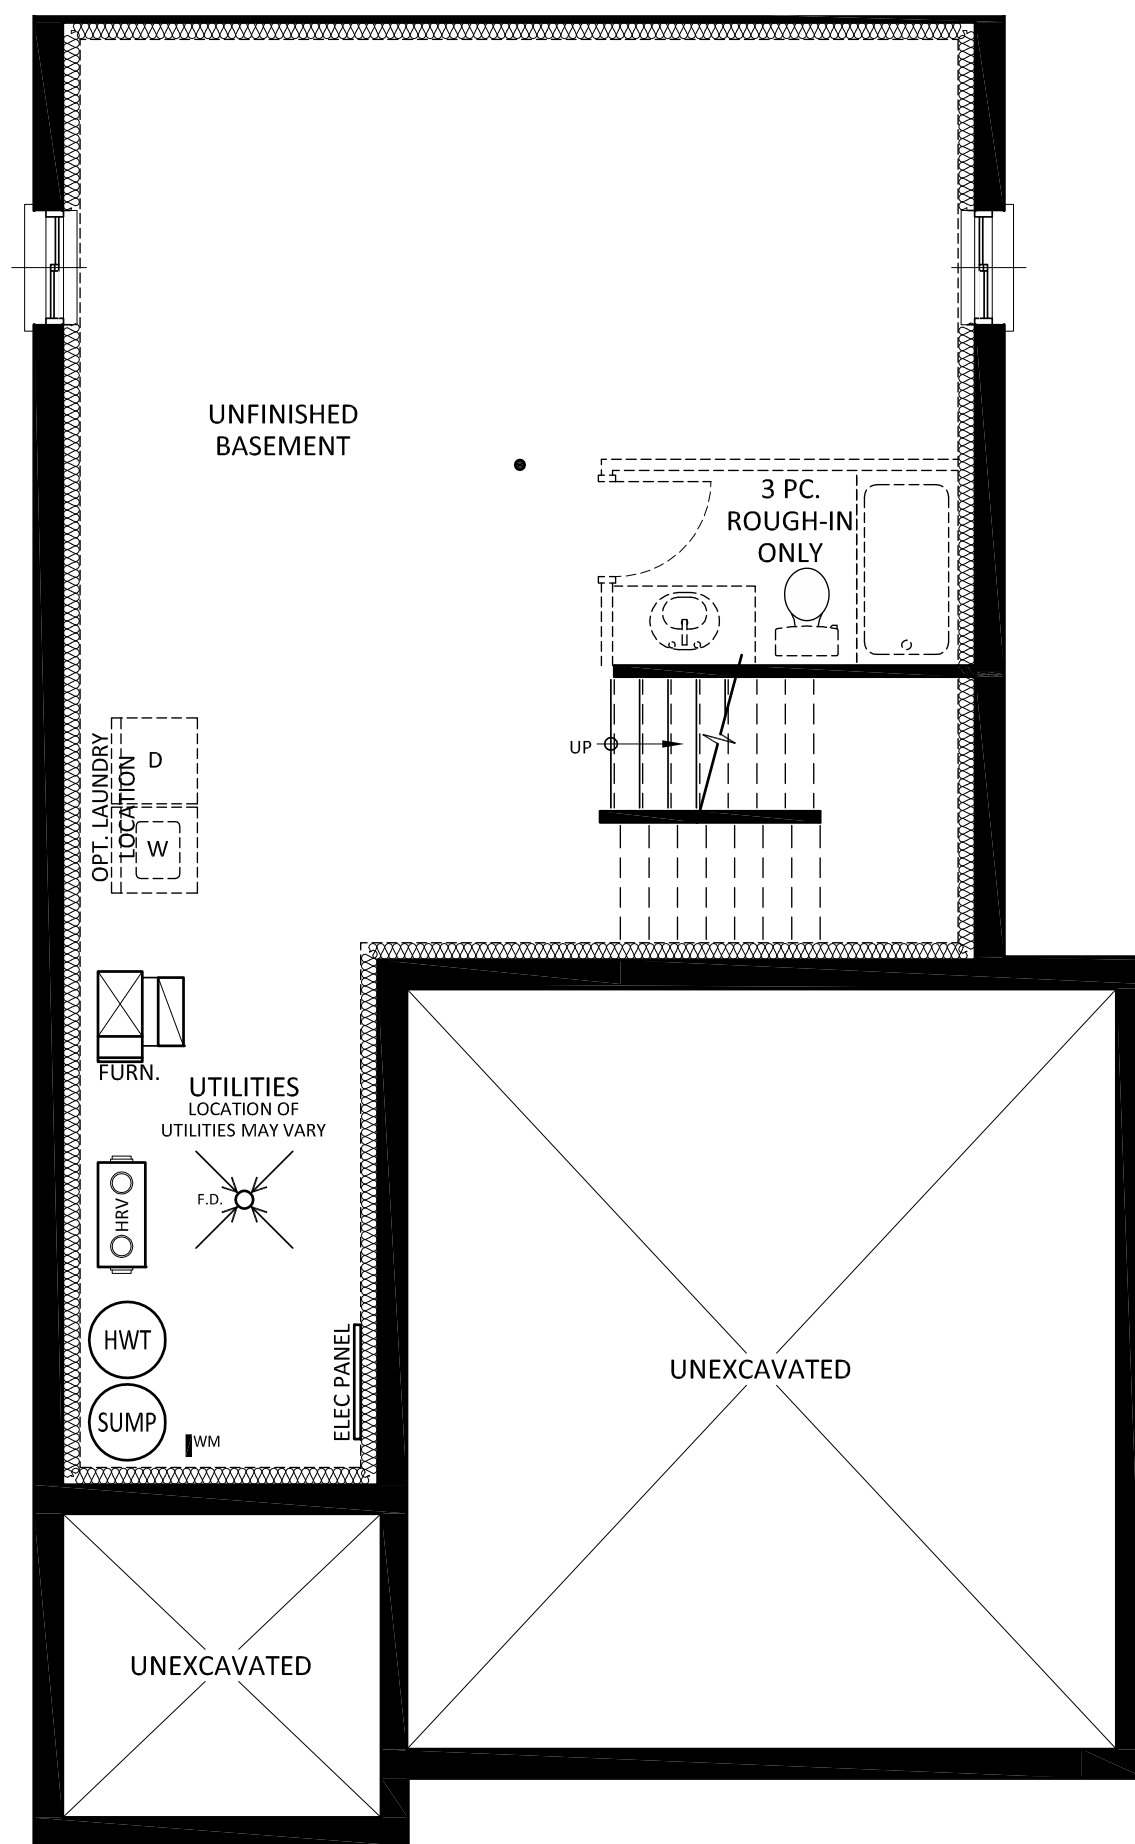 UNFINISHED
BASEMENT
3 PC.
ROUGH-IN
ONLY
UP
OPT. LAUNDRY
LOCATION
D
W
FURN.
UTILITIES
LOCATION OF
UTILITIES MAY VARY
F.D.
HRV
HWT
SUMP
WM
ELEC PANEL
UNEXCAVATED
UNEXCAVATED